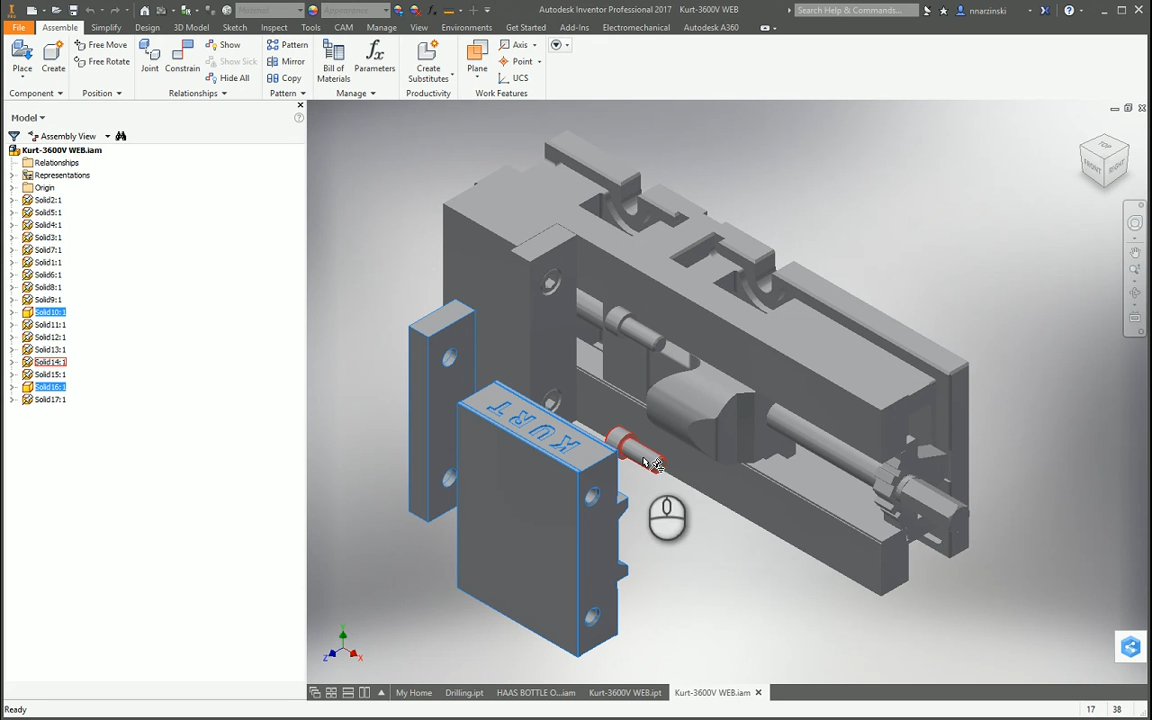 Material
Appearance
Autodesk Inventor Professional 2017 Kurt-3600V WEB
Search Help & Commands...
nnarzinski
File Assemble Simplify Design 3D Model Sketch Inspect Tools CAM Manage View Environments Get Started Add-Ins Electromechanical Autodesk A360
Place Create Free Move Free Rotate Joint Constrain Show Show Sick Hide All Pattern Mirror Copy Bill of Materials Parameters Create Substitutes Plane Axis Point UCS
Component Position Relationships Pattern Manage Productivity Work Features
Model
Assembly View
Kurt-3600V WEB.iam
Relationships
Representations
Origin
Solid2:1
Solid5:1
Solid4:1
Solid3:1
Solid7:1
Solid1:1
Solid6:1
Solid8:1
Solid9:1
Solid10:1
Solid11:1
Solid12:1
Solid13:1
Solid14:1
Solid15:1
Solid16:1
Solid17:1
TOP
FRONT RIGHT
KURT
Y
Z X
My Home Drilling.ipt HAAS BOTTLE O...iam Kurt-3600V WEB.ipt Kurt-3600V WEB.iam
Ready 17 38